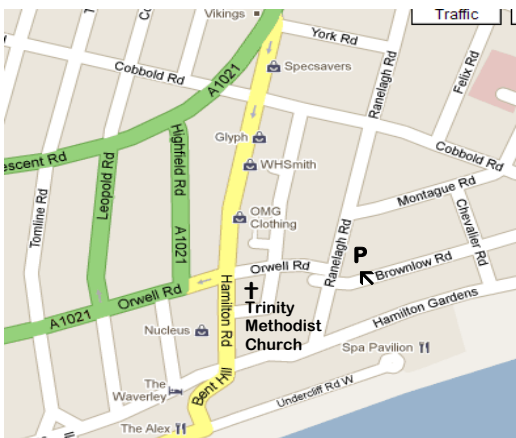 Traffic
Vikings
York Rd
Specsavers
Cobbold Rd
A1021
Ranelagh Rd
Felix Rd
Glyph
Highfield Rd
WHSmith
Cobbold Rd
escent Rd
Leopold Rd
Montague Rd
Tomline Rd
OMG
Clothing
Chevalier Rd
A1021
P
Orwell Rd
Brownlow Rd
Ranelagh Rd
Hamilton Rd
Orwell Rd
A1021
Trinity
Methodist
Church
Hamilton Gardens
Nucleus
Spa Pavilion
The
Waverley
Bent Hill
Undercliff Rd W
The Alex